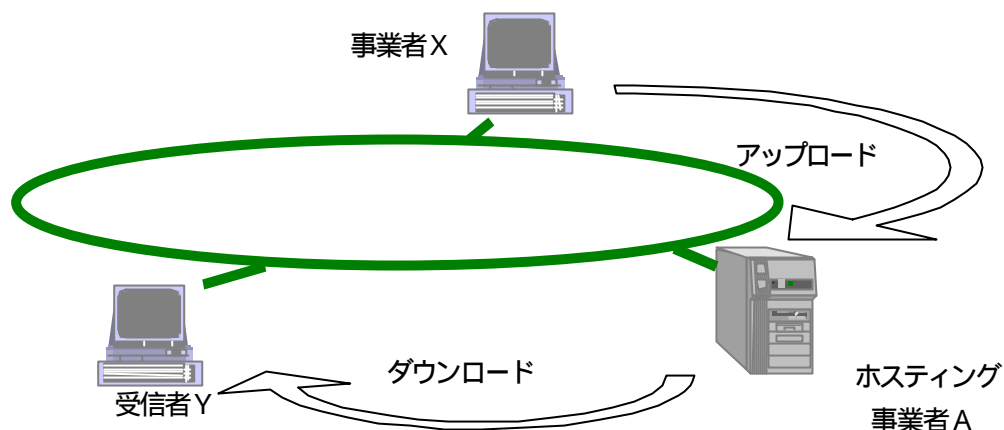 事業者X
アップロード
ダウンロード
受信者Y
ホスティング
事業者A